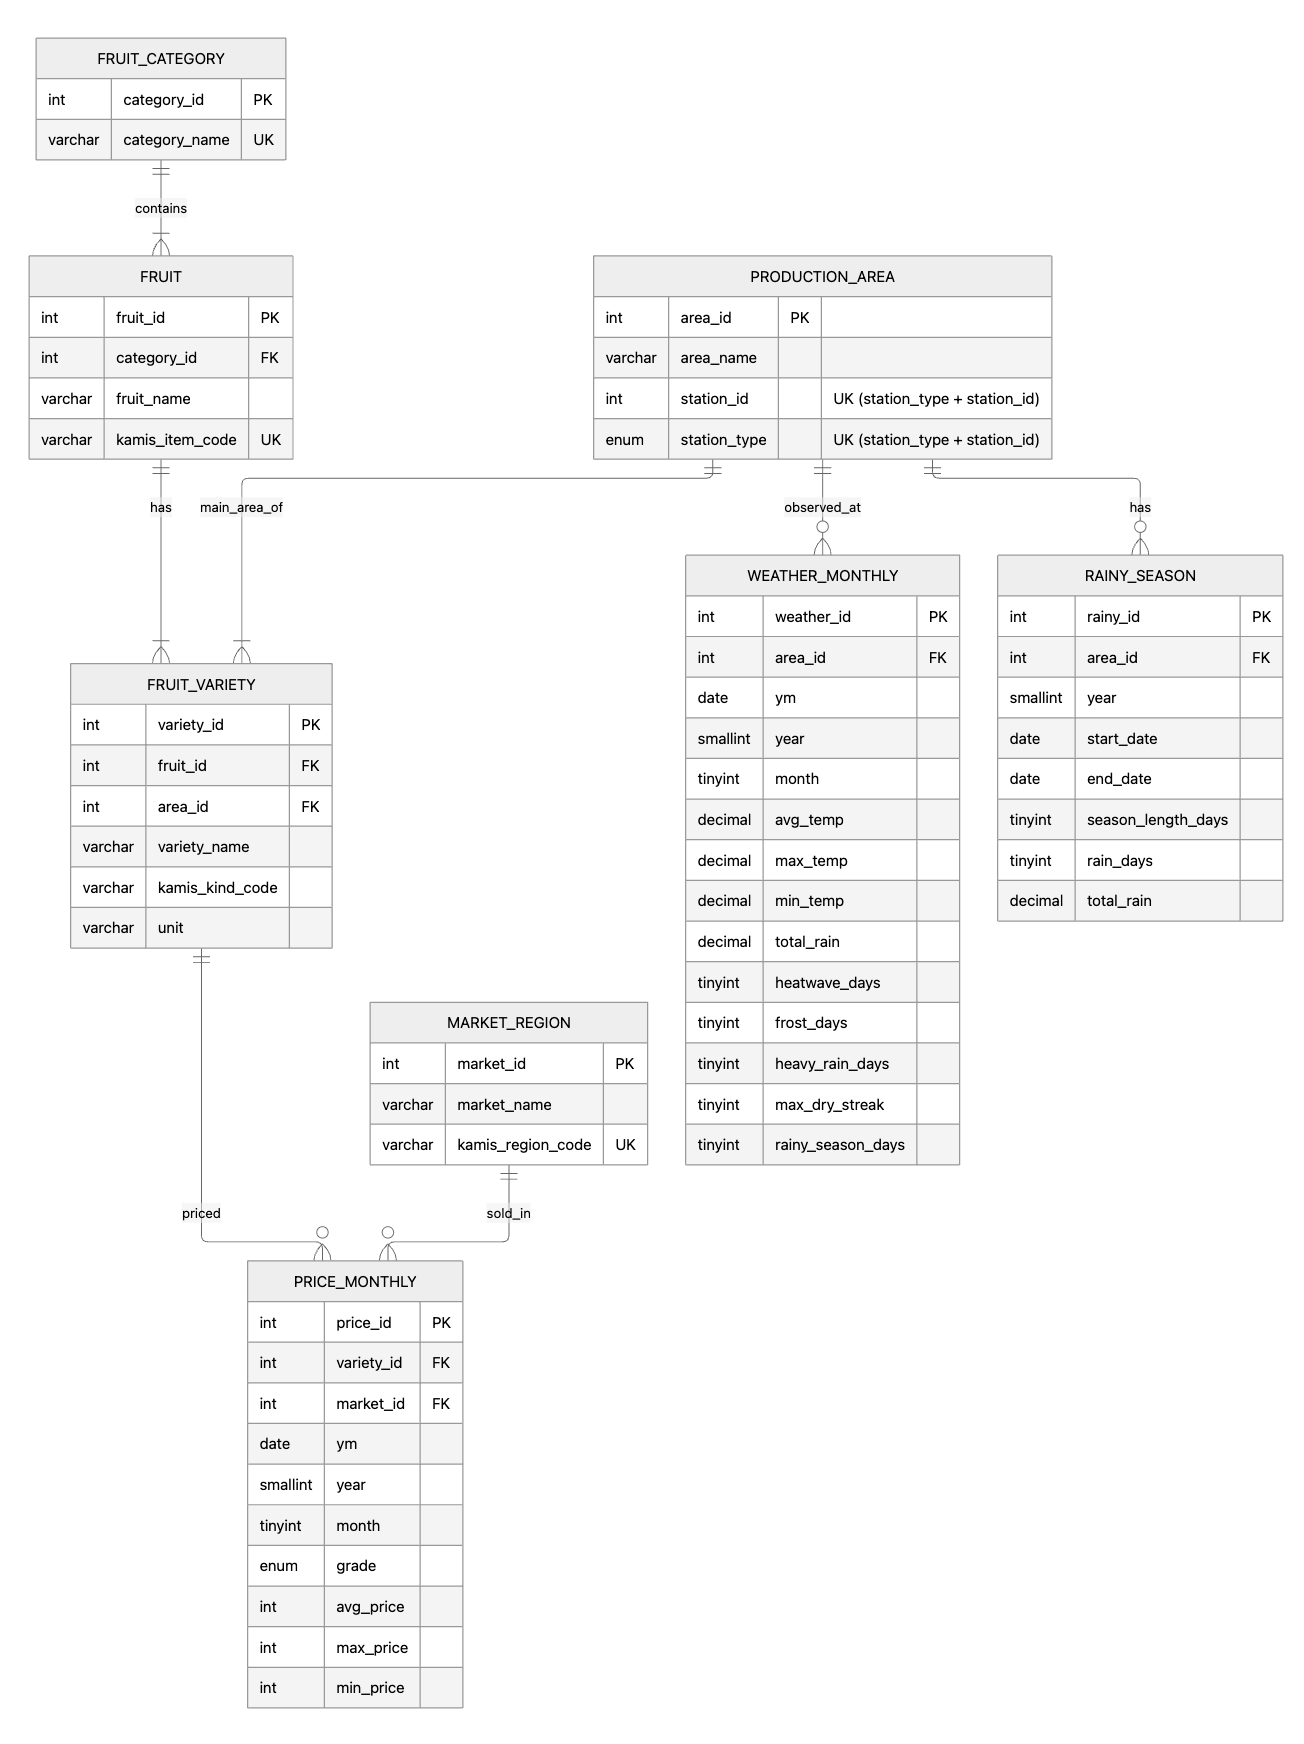 FRUIT_CATEGORY
int category_id PK
varchar category_name UK
contains
FRUIT
int fruit_id PK
int category_id FK
varchar fruit_name
varchar kamis_item_code UK
PRODUCTION_AREA
int area_id PK
varchar area_name
int station_id UK (station_type + station_id)
enum station_type UK (station_type + station_id)
has
main_area_of
observed_at
has
FRUIT_VARIETY
int variety_id PK
int fruit_id FK
int area_id FK
varchar variety_name
varchar kamis_kind_code
varchar unit
WEATHER_MONTHLY
int weather_id PK
int area_id FK
date ym
smallint year
tinyint month
decimal avg_temp
decimal max_temp
decimal min_temp
decimal total_rain
tinyint heatwave_days
tinyint frost_days
tinyint heavy_rain_days
tinyint max_dry_streak
tinyint rainy_season_days
RAINY_SEASON
int rainy_id PK
int area_id FK
smallint year
date start_date
date end_date
tinyint season_length_days
tinyint rain_days
decimal total_rain
MARKET_REGION
int market_id PK
varchar market_name
varchar kamis_region_code UK
priced
sold_in
PRICE_MONTHLY
int price_id PK
int variety_id FK
int market_id FK
date ym
smallint year
tinyint month
enum grade
int avg_price
int max_price
int min_price